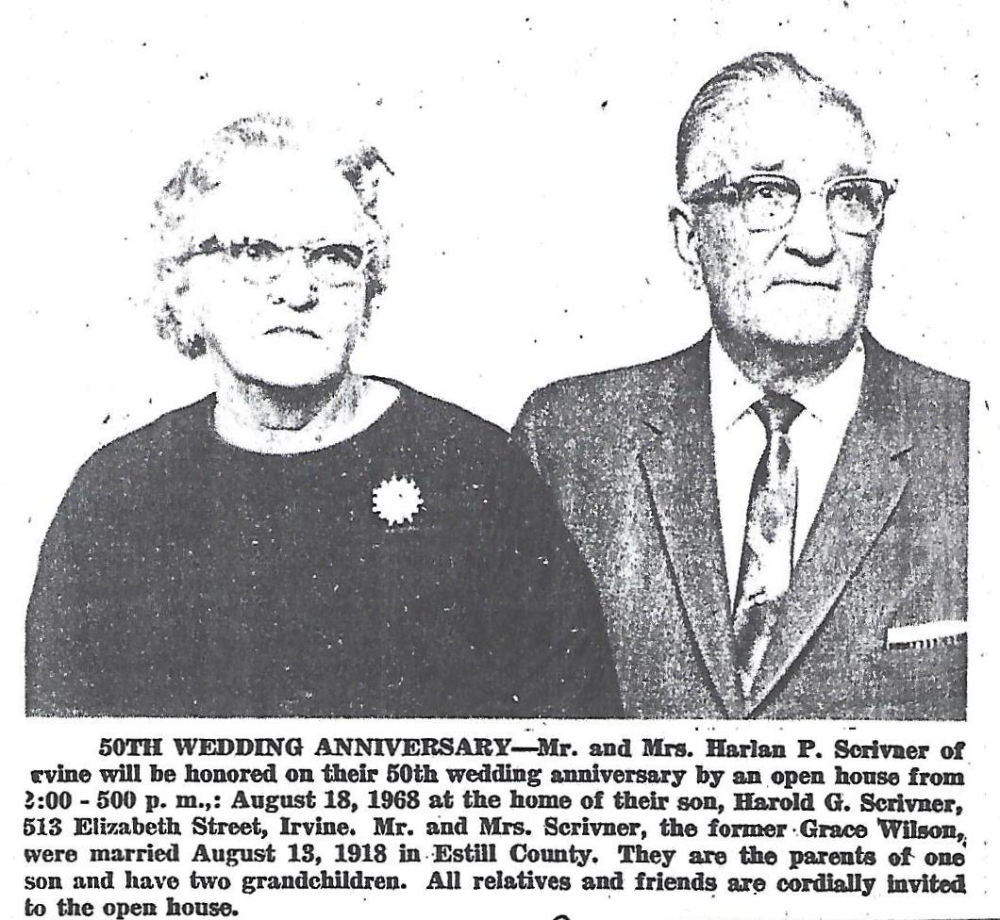 50TH WEDDING ANNIVERSARY—Mr. and Mrs. Harlan P. Scrivner of
rvine will be honored on their 50th wedding anniversary by an open house from
2:00 - 500 p. m.,: August 18, 1968 at the home of their son, Harold G. Scrivner,
513 Elizabeth Street, Irvine. Mr. and Mrs. Scrivner, the former Grace Wilson,
were married August 13, 1918 in Estill County. They are the parents of one
son and have two grandchildren. All relatives and friends are cordially invited
to the open house.